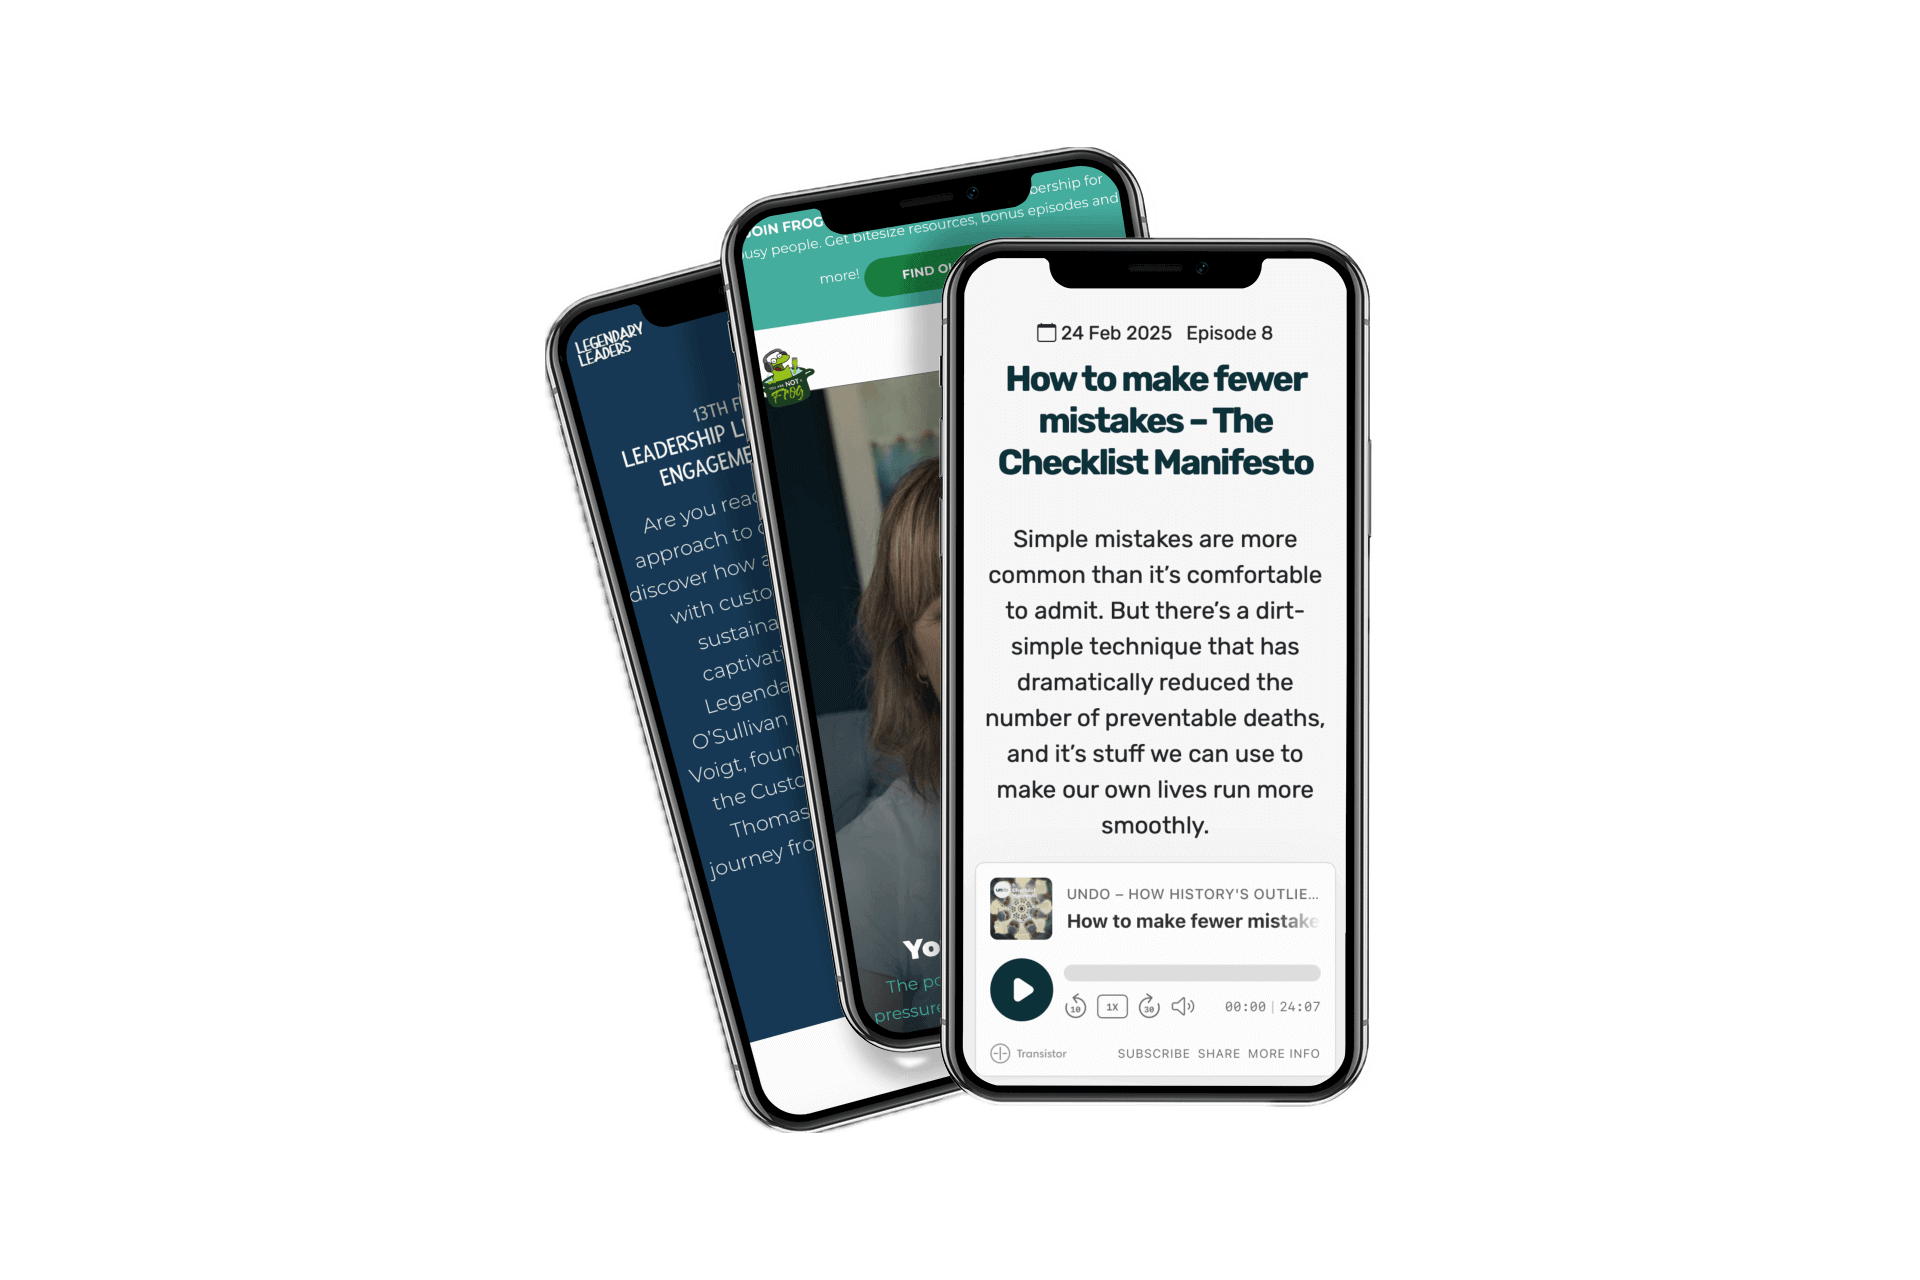 LEGENDARY
LEADERS
13TH F
LEADERSHIP L
ENGAGEME
Are you read
approach to
discover how a
with custo
sustaina
captivati
Legenda
O'Sullivan
Voigt, foun
the Custo
Thomas
journey fro
JOIN FROG
bership for
busy people. Get bitesize resources, bonus episodes and
more!
FIND OU
YOU ARE NOT A
Frog
Yo
The po
pressure
24 Feb 2025 Episode 8
How to make fewer
mistakes – The
Checklist Manifesto
Simple mistakes are more
common than it's comfortable
to admit. But there's a dirt-
simple technique that has
dramatically reduced the
number of preventable deaths,
and it's stuff we can use to
make our own lives run more
smoothly.
UNDO – HOW HISTORY'S OUTLIE...
How to make fewer mistake
10 1X 30 00:00 | 24:07
Transistor SUBSCRIBE SHARE MORE INFO